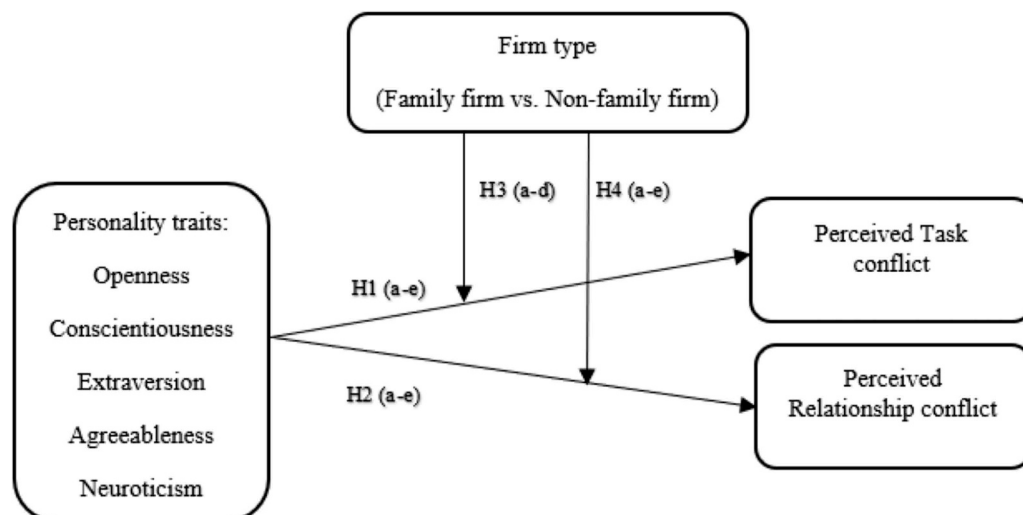 Firm type
(Family firm vs. Non-family firm)
H3 (a-d)
H4 (a-e)
Personality traits:
Openness
Conscientiousness
Extraversion
Agreeableness
Neuroticism
H1 (a-e)
H2 (a-e)
Perceived Task
conflict
Perceived
Relationship conflict